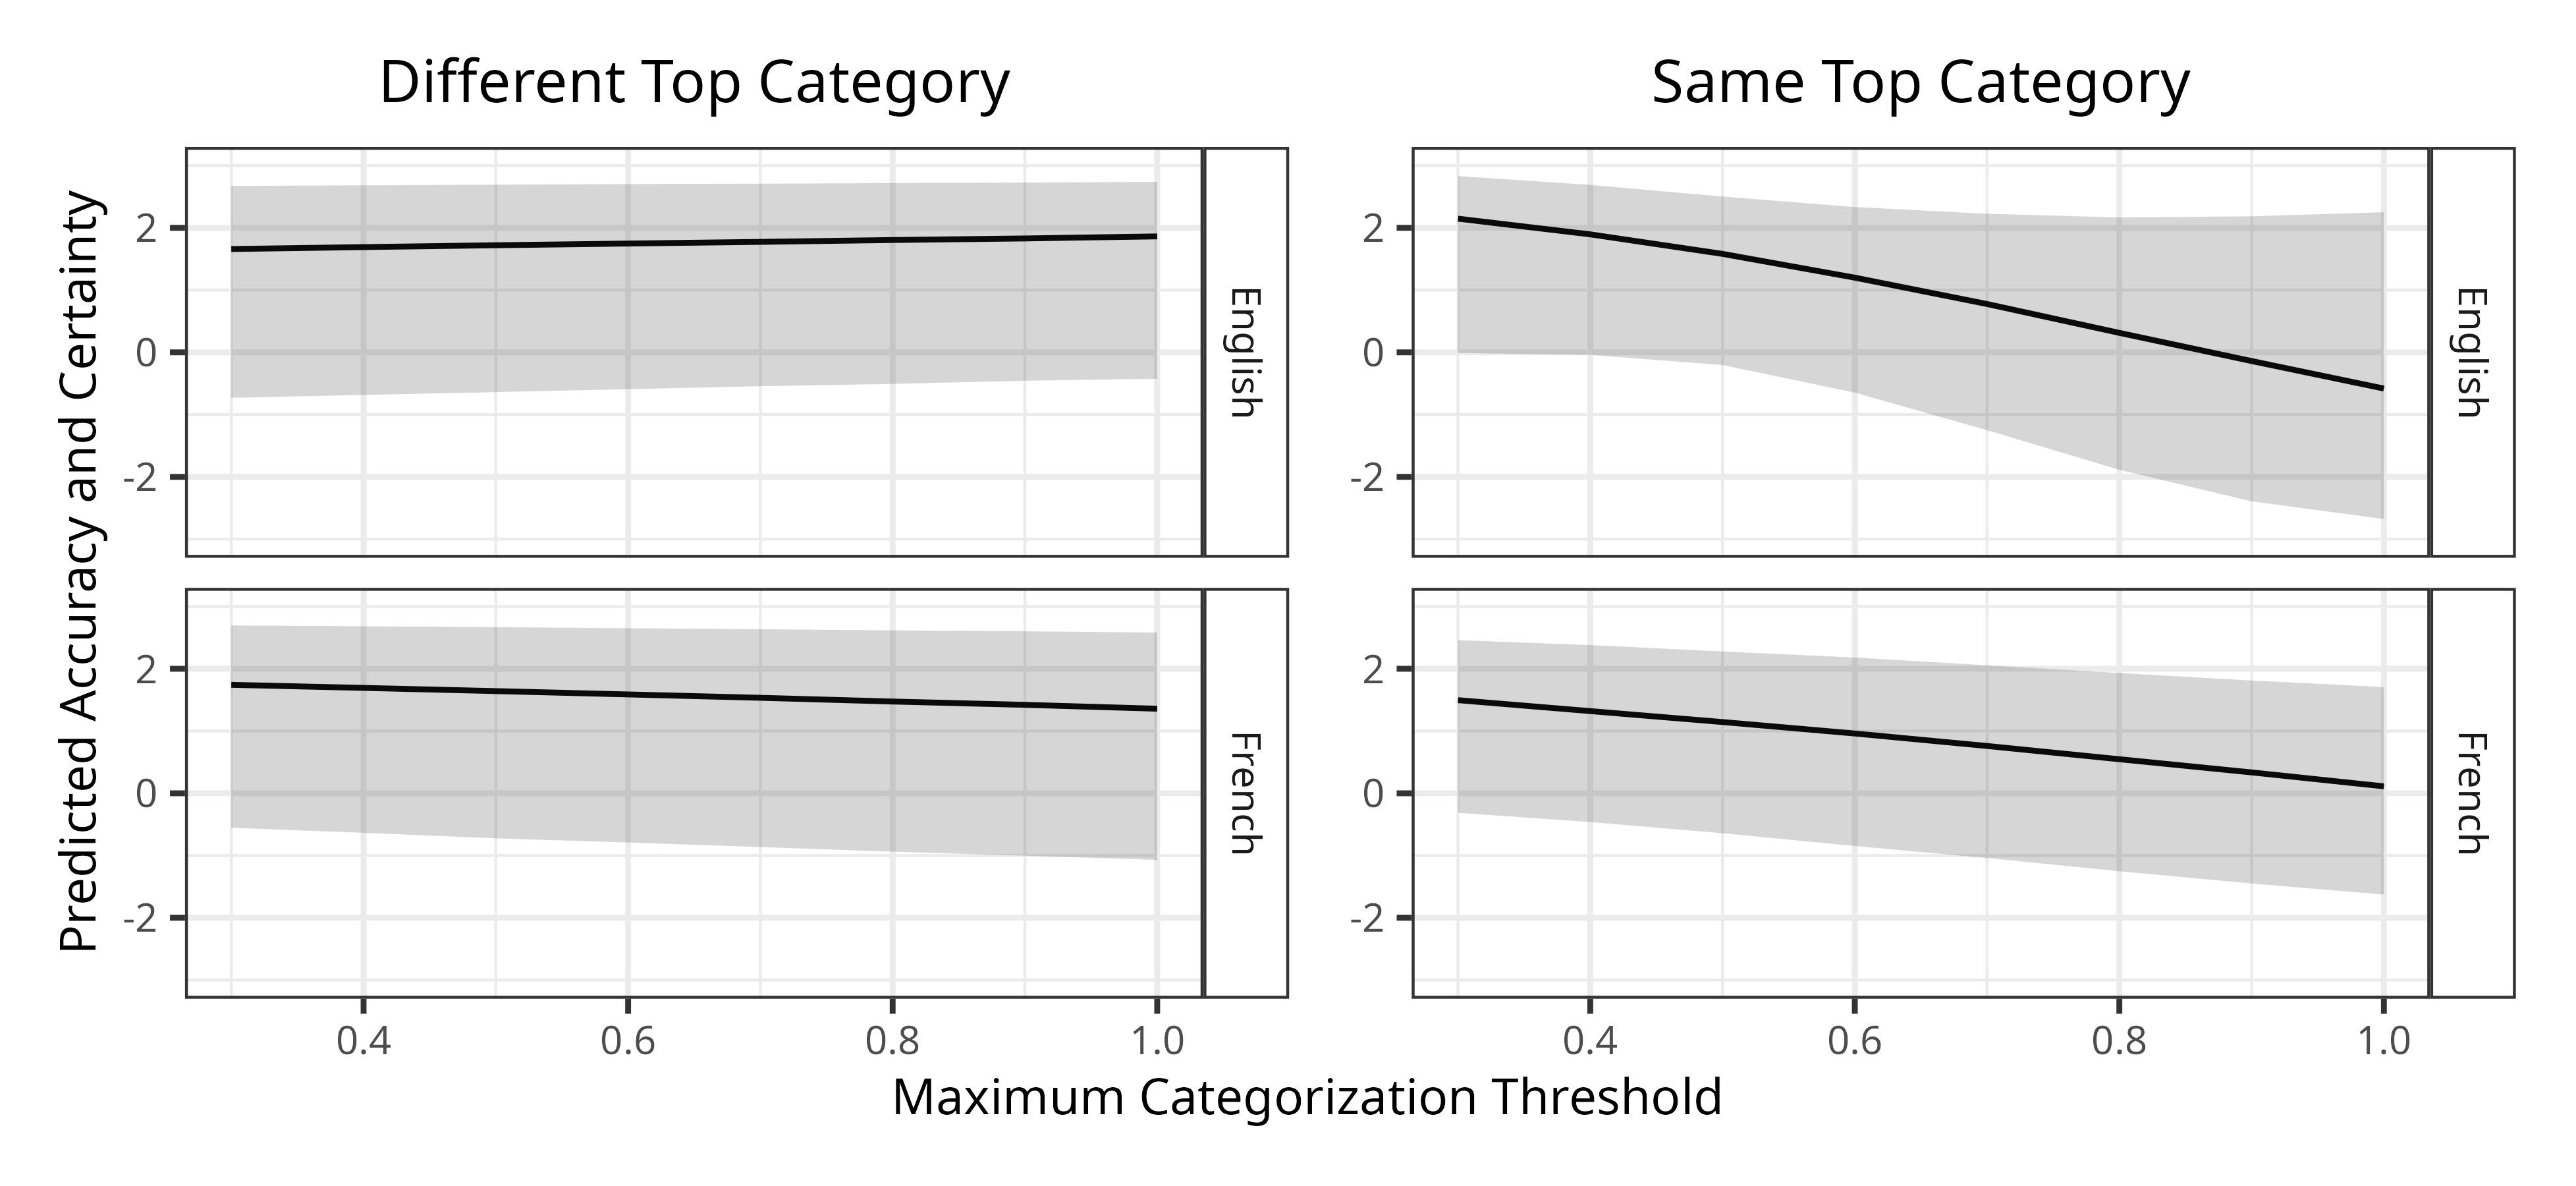 Different Top Category
Same Top Category
Predicted Accuracy and Certainty
2
0
-2
English
2
0
-2
English
2
0
-2
French
2
0
-2
French
0.4 0.6 0.8 1.0
0.4 0.6 0.8 1.0
Maximum Categorization Threshold